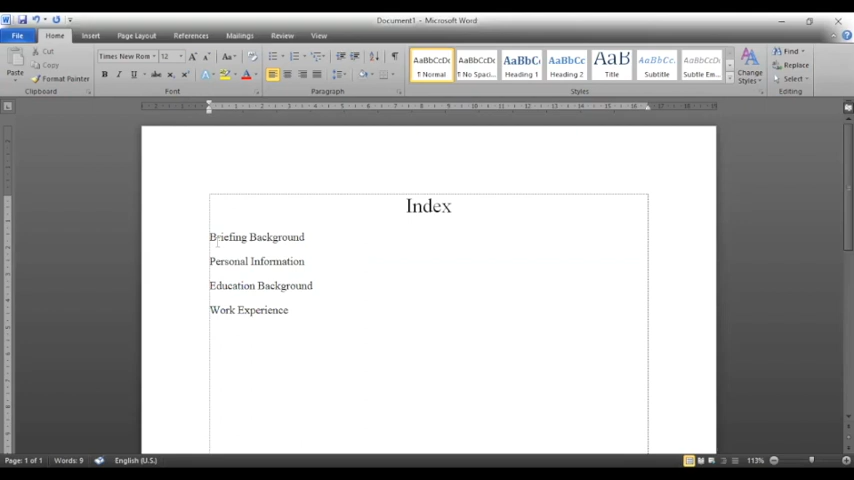 Document1 - Microsoft Word
File Home Insert Page Layout References Mailings Review View
Paste Cut Copy Format Painter
Times New Rom 12
AaBbCcDc AaBbCcDc AaBbCc AaBbCc AaB AaBbCc. AaBbCcDc
¶ Normal ¶ No Spaci... Heading 1 Heading 2 Title Subtitle Subtle Em...
Change Styles
Find Replace Select
Clipboard Font Paragraph Styles Editing
Index
Briefing Background
Personal Information
Education Background
Work Experience
Page: 1 of 1 Words: 9 English (U.S.) 113%